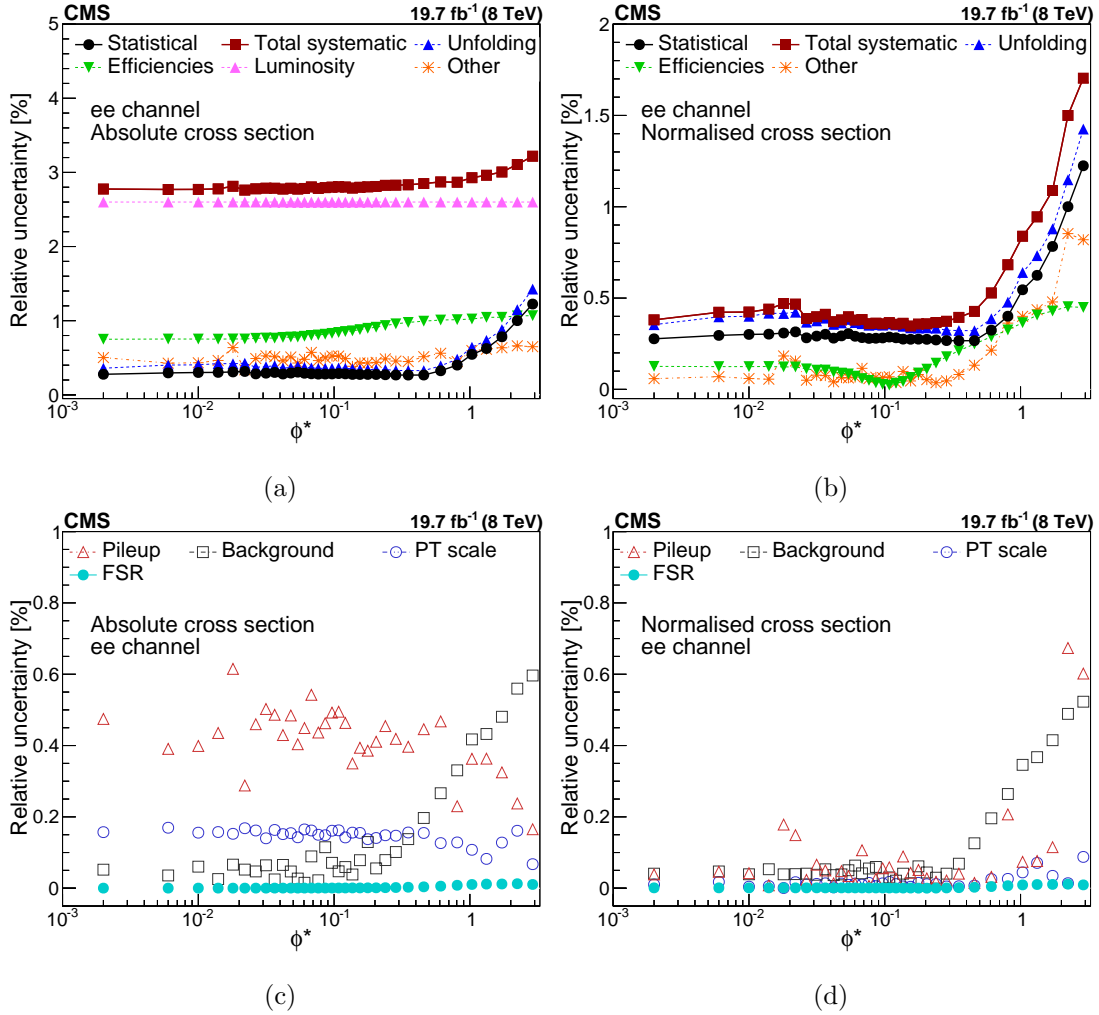 CMS 19.7 fb⁻¹ (8 TeV)
Statistical Total systematic Unfolding
Efficiencies Luminosity Other
ee channel
Absolute cross section
Relative uncertainty [%]
0 1 2 3 4 5
10⁻³ 10⁻² 10⁻¹ 1
ϕ*
(a)
CMS 19.7 fb⁻¹ (8 TeV)
Statistical Total systematic Unfolding
Efficiencies Other
ee channel
Normalised cross section
Relative uncertainty [%]
0 0.5 1 1.5 2
10⁻³ 10⁻² 10⁻¹ 1
ϕ*
(b)
CMS 19.7 fb⁻¹ (8 TeV)
Pileup Background PT scale
FSR
Absolute cross section
ee channel
Relative uncertainty [%]
0 0.2 0.4 0.6 0.8 1
10⁻³ 10⁻² 10⁻¹ 1
ϕ*
(c)
CMS 19.7 fb⁻¹ (8 TeV)
Pileup Background PT scale
FSR
Normalised cross section
ee channel
Relative uncertainty [%]
0 0.2 0.4 0.6 0.8 1
10⁻³ 10⁻² 10⁻¹ 1
ϕ*
(d)